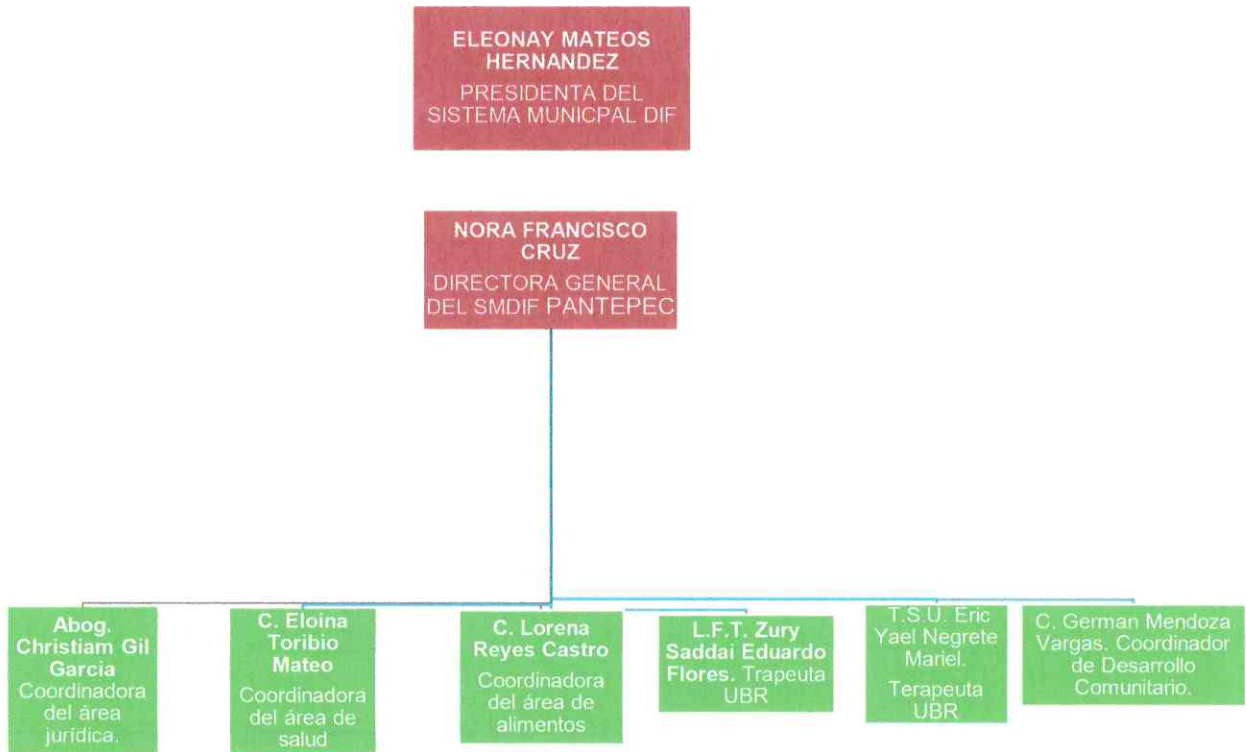 ELEONAY MATEOS
HERNANDEZ
PRESIDENTA DEL
SISTEMA MUNICPAL DIF
NORA FRANCISCO
CRUZ
DIRECTORA GENERAL
DEL SMDIF PANTEPEC
Abog.
Christiam Gil
Garcia
Coordinadora
del área
jurídica.
C. Eloina
Toribio
Mateo
Coordinadora
del área de
salud
C. Lorena
Reyes Castro
Coordinadora
del área de
alimentos
L.F.T. Zury
Saddai Eduardo
Flores. Trapeuta
UBR
T.S.U. Eric
Yael Negrete
Mariel.
Terapeuta
UBR
C. German Mendoza
Vargas. Coordinador
de Desarrollo
Comunitario.